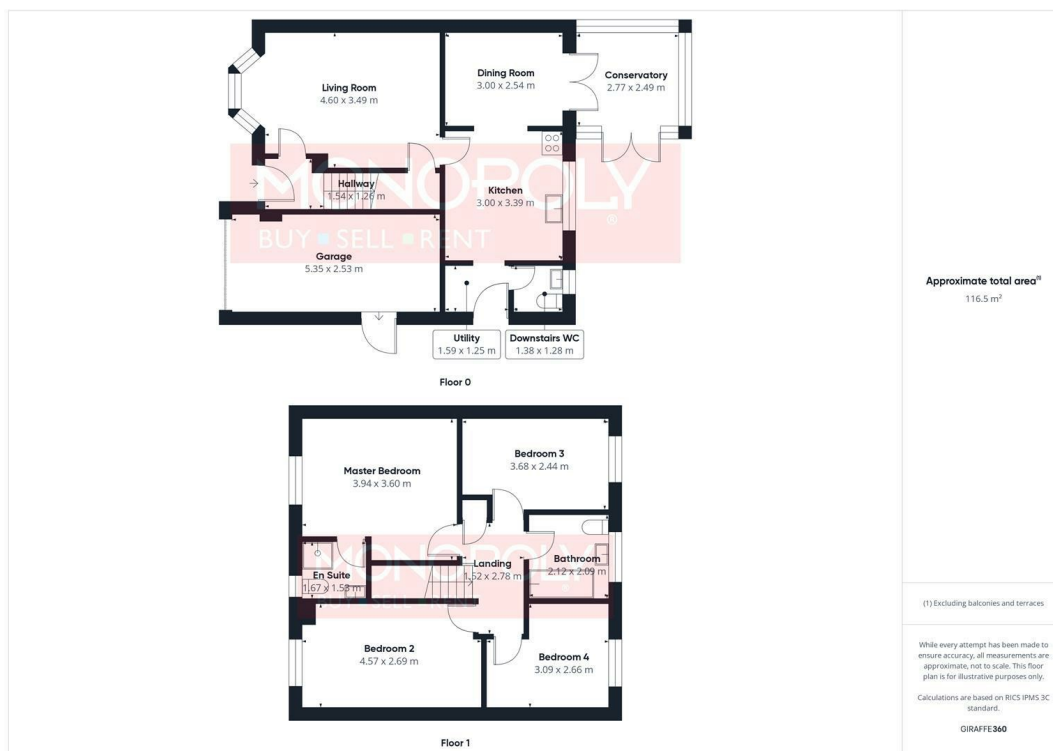 Living Room
4.60 x 3.49 m
Dining Room
3.00 x 2.54 m
Conservatory
2.77 x 2.49 m
MONOPOLY
®
BUY SELL RENT
Hallway
1.54 x 1.26 m
Kitchen
3.00 x 3.39 m
Garage
5.35 x 2.53 m
Utility
1.59 x 1.25 m
Downstairs WC
1.38 x 1.28 m
Floor 0
Master Bedroom
3.94 x 3.60 m
Bedroom 3
3.68 x 2.44 m
MONOPOLY
BUY SELL RENT
En Suite
1.67 x 1.53 m
Landing
1.52 x 2.78 m
Bathroom
2.12 x 2.09 m
Bedroom 2
4.57 x 2.69 m
Bedroom 4
3.09 x 2.66 m
Floor 1
Approximate total area(1)
116.5 m²
(1) Excluding balconies and terraces
While every attempt has been made to
ensure accuracy, all measurements are
approximate, not to scale. This floor
plan is for illustrative purposes only.
Calculations are based on RICS IPMS 3C
standard.
GIRAFFE360